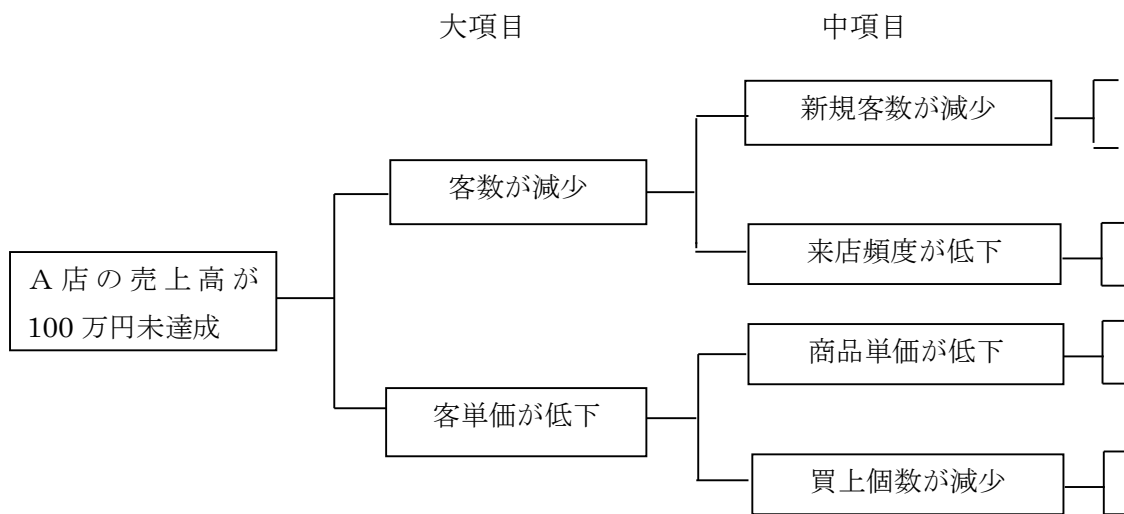 大項目
中項目
新規客数が減少
客数が減少
来店頻度が低下
A店の売上高が
100万円未達成
商品単価が低下
客単価が低下
買上個数が減少